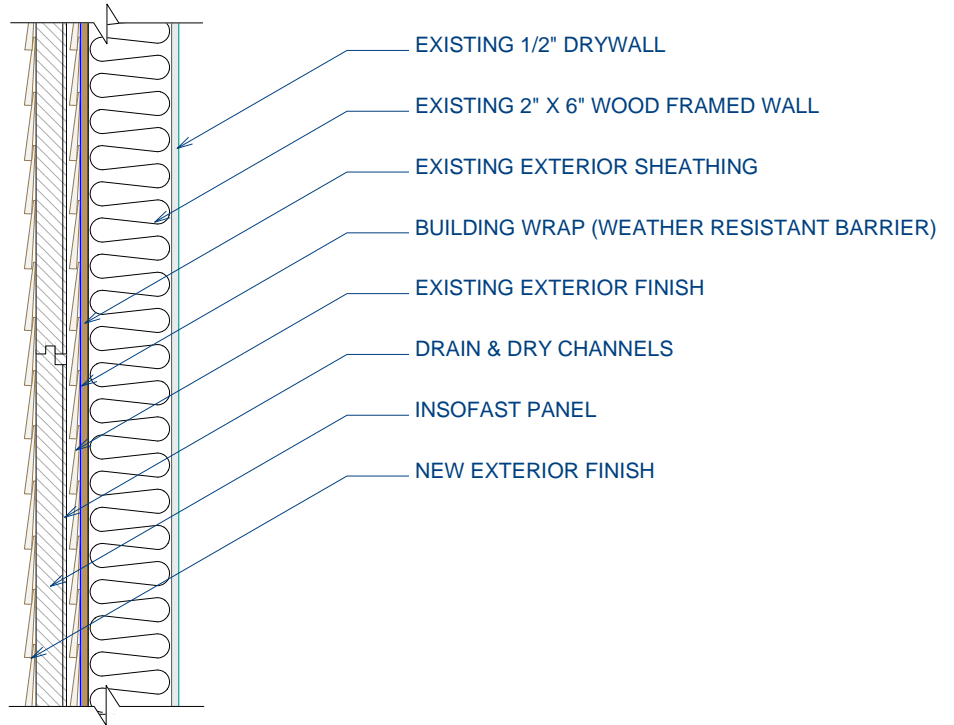 EXISTING 1/2" DRYWALL
EXISTING 2" X 6" WOOD FRAMED WALL
EXISTING EXTERIOR SHEATHING
BUILDING WRAP (WEATHER RESISTANT BARRIER)
EXISTING EXTERIOR FINISH
DRAIN & DRY CHANNELS
INSOFAST PANEL
NEW EXTERIOR FINISH